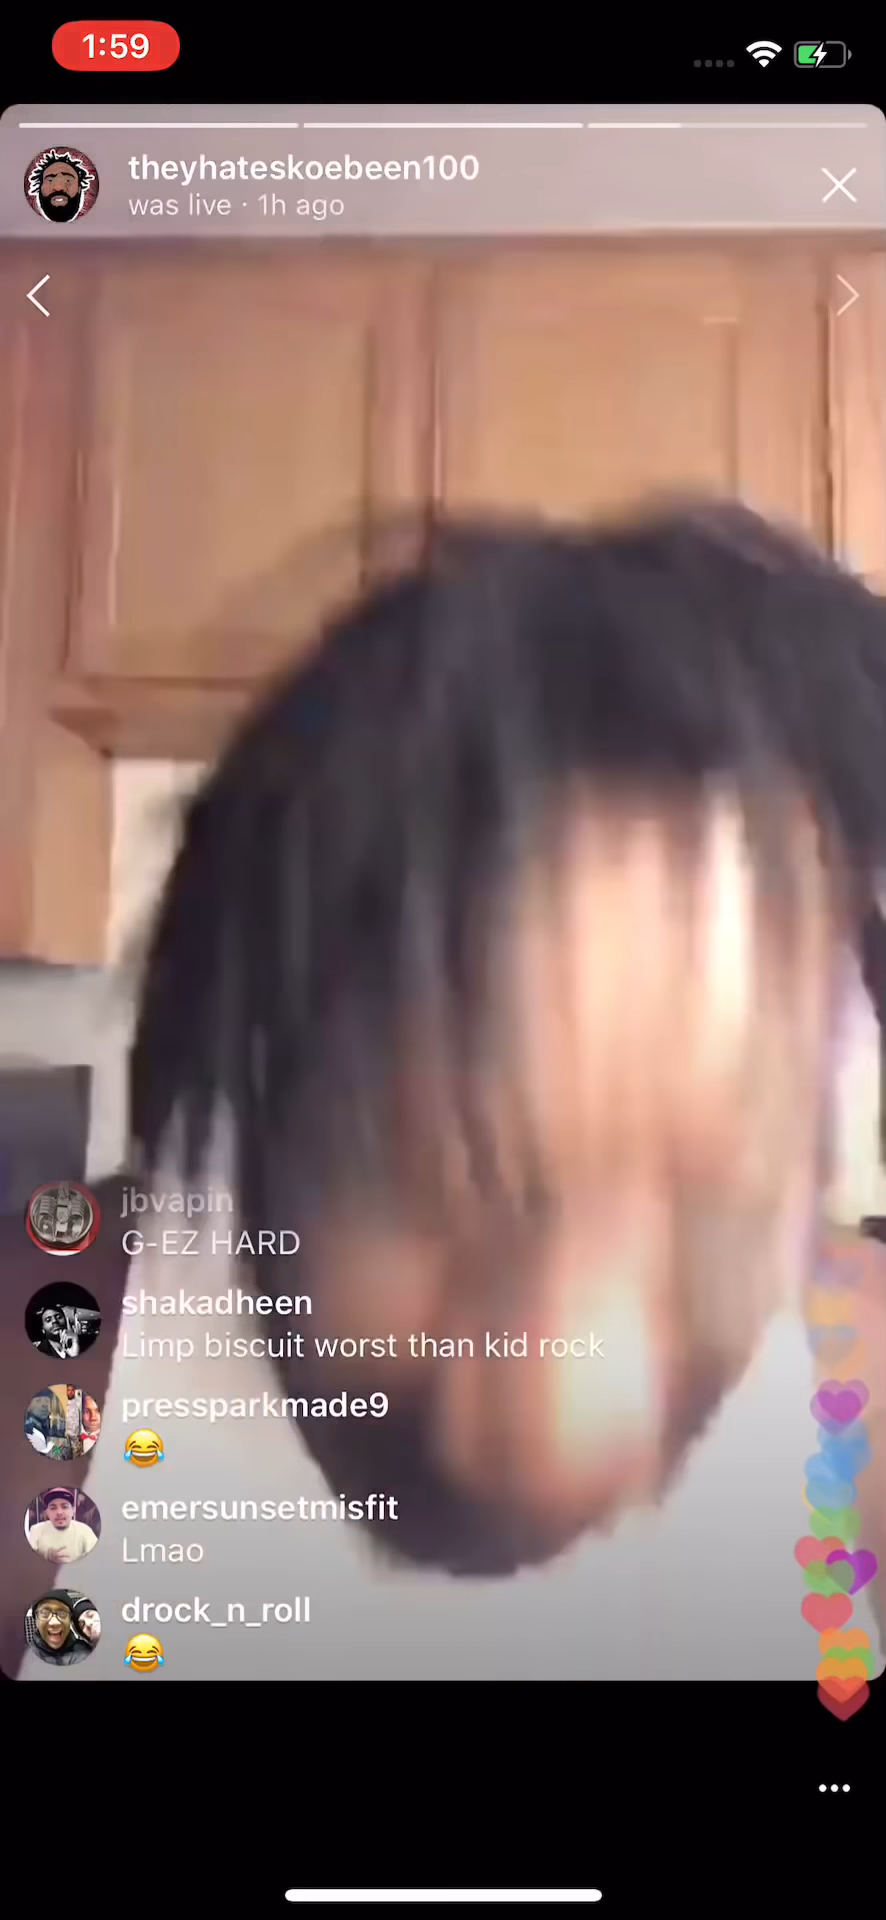 1:59
theyhateskoebeen100
was live · 1h ago
jbvapin
G-EZ HARD
shakadheen
Limp biscuit worst than kid rock
pressparkmade9
😂
emersunsetmisfit
Lmao
drock_n_roll
😂